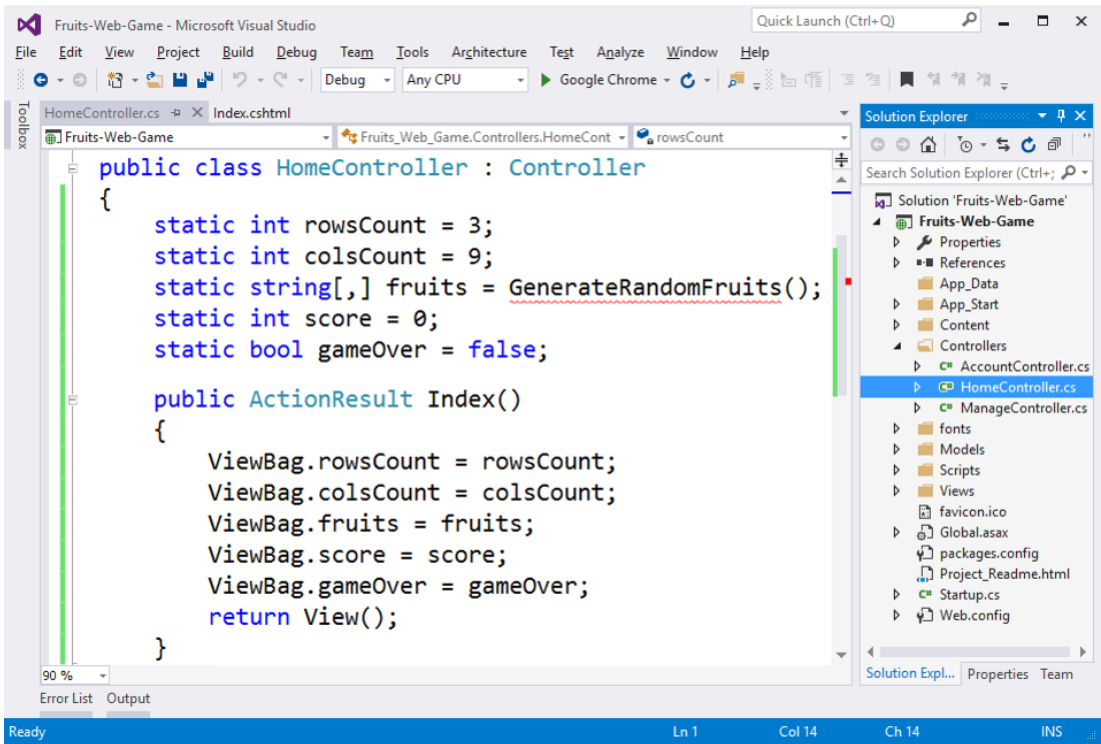 Fruits-Web-Game - Microsoft Visual Studio
Quick Launch (Ctrl+Q)
File Edit View Project Build Debug Team Tools Architecture Test Analyze Window Help
Debug Any CPU Google Chrome
Toolbox
HomeController.cs Index.cshtml
Fruits-Web-Game Fruits_Web_Game.Controllers.HomeCont rowsCount
public class HomeController : Controller
{
static int rowsCount = 3;
static int colsCount = 9;
static string[,] fruits = GenerateRandomFruits();
static int score = 0;
static bool gameOver = false;
public ActionResult Index()
{
ViewBag.rowsCount = rowsCount;
ViewBag.colsCount = colsCount;
ViewBag.fruits = fruits;
ViewBag.score = score;
ViewBag.gameOver = gameOver;
return View();
}
90 %
Error List Output
Solution Explorer
Search Solution Explorer (Ctrl+;
Solution 'Fruits-Web-Game'
Fruits-Web-Game
Properties
References
App_Data
App_Start
Content
Controllers
C# AccountController.cs
C# HomeController.cs
C# ManageController.cs
fonts
Models
Scripts
Views
favicon.ico
Global.asax
packages.config
Project_Readme.html
C# Startup.cs
Web.config
Solution Expl... Properties Team
Ready Ln 1 Col 14 Ch 14 INS